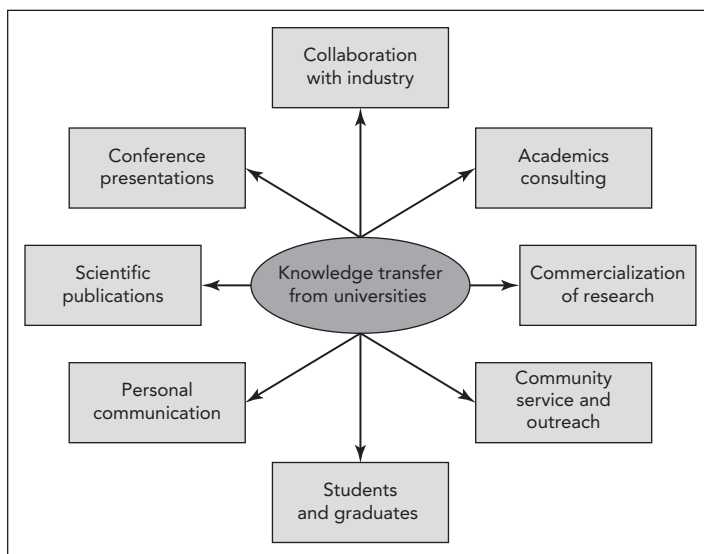 Collaboration
with industry
Conference
presentations
Academics
consulting
Scientific
publications
Knowledge transfer
from universities
Commercialization
of research
Personal
communication
Community
service and
outreach
Students
and graduates